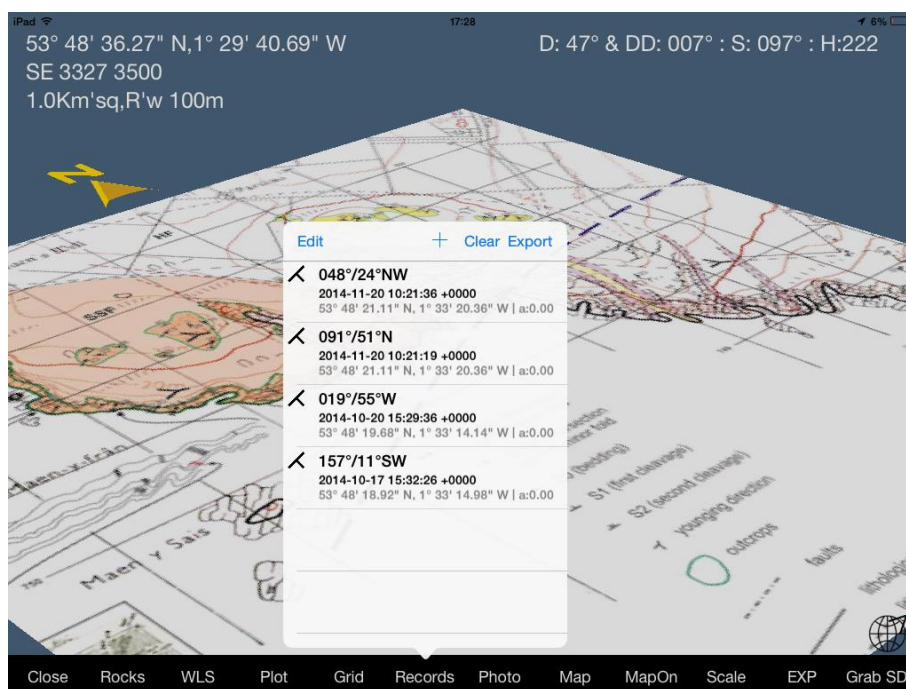 iPad 17:28 6%
53° 48' 36.27" N,1° 29' 40.69" W D: 47° & DD: 007° : S: 097° : H:222
SE 3327 3500
1.0Km'sq,R'w 100m
N
Edit + Clear Export
048°/24°NW
2014-11-20 10:21:36 +0000
53° 48' 21.11" N, 1° 33' 20.36" W | a:0.00
091°/51°N
2014-11-20 10:21:19 +0000
53° 48' 21.11" N, 1° 33' 20.36" W | a:0.00
019°/55°W
2014-10-20 15:29:36 +0000
53° 48' 19.68" N, 1° 33' 14.14" W | a:0.00
157°/11°SW
2014-10-17 15:32:26 +0000
53° 48' 18.92" N, 1° 33' 14.98" W | a:0.00
SSF
Maen y Sais
750
minor fold
(bedding)
S1 (first cleavage)
S2 (second cleavage)
younging direction
outcrops
faults
Close Rocks WLS Plot Grid Records Photo Map MapOn Scale EXP Grab SD